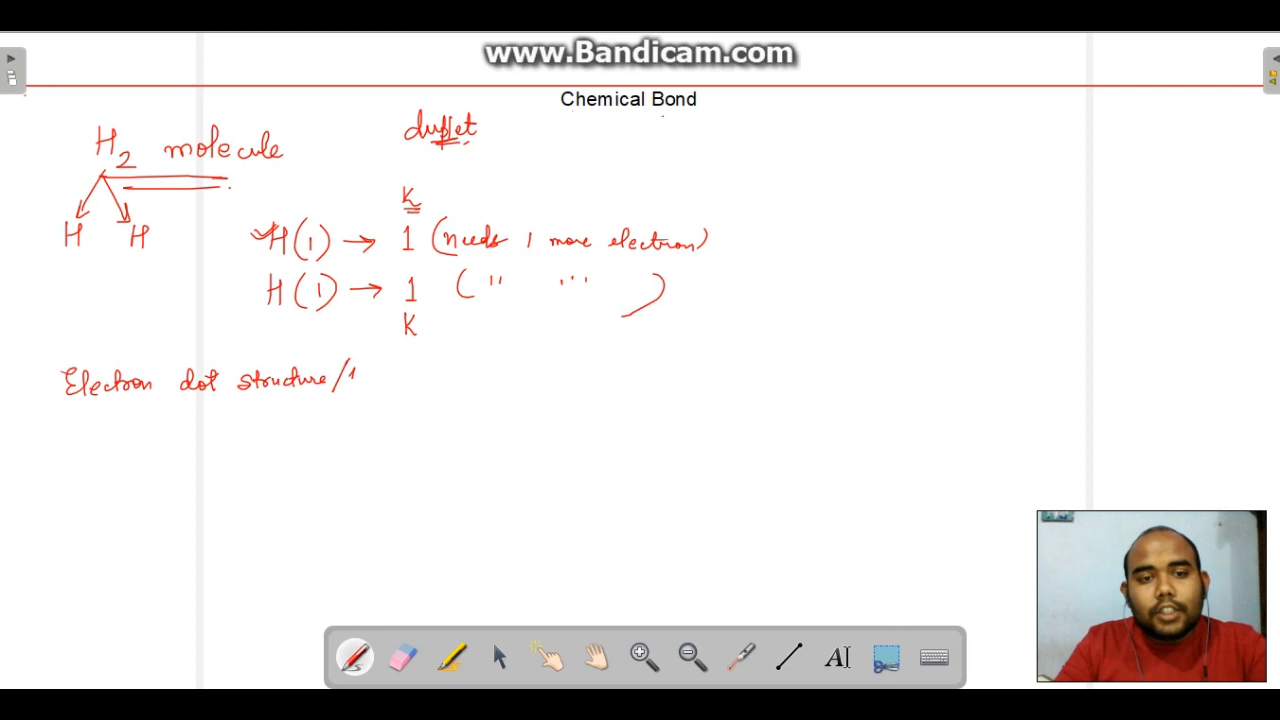 www.Bandicam.com
Chemical Bond
duplet
H2 molecule
H H
K
H(1) → 1 (needs 1 more electron)
H(1) → 1 (" ... )
K
Electron dot structure/
AI